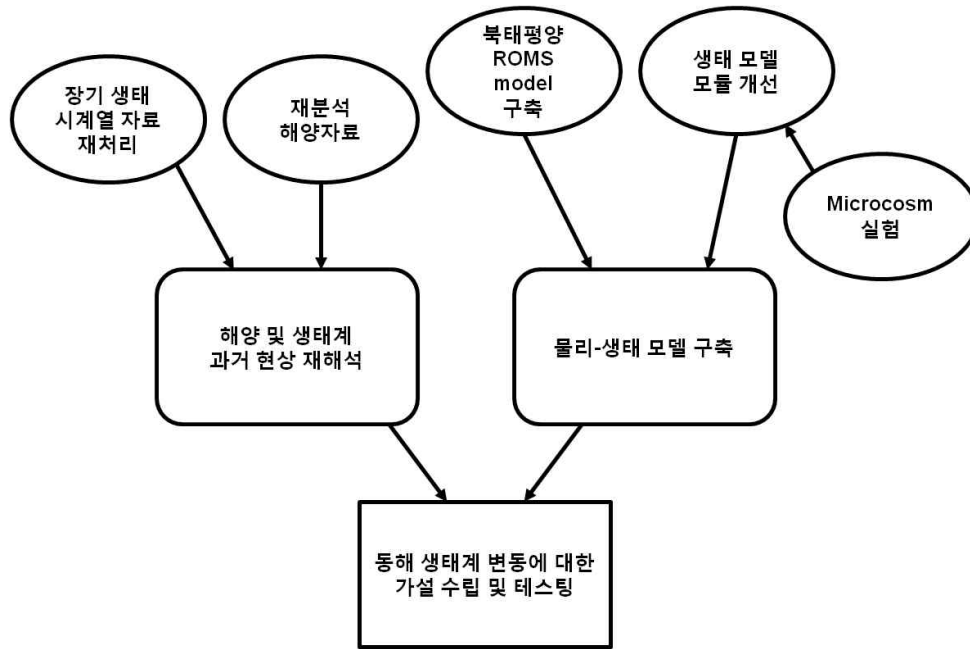 장기 생태
시계열 자료
재처리
재분석
해양자료
북태평양
ROMS
model
구축
생태 모델
모듈 개선
Microcosm
실험
해양 및 생태계
과거 현상 재해석
물리-생태 모델 구축
동해 생태계 변동에 대한
가설 수립 및 테스팅